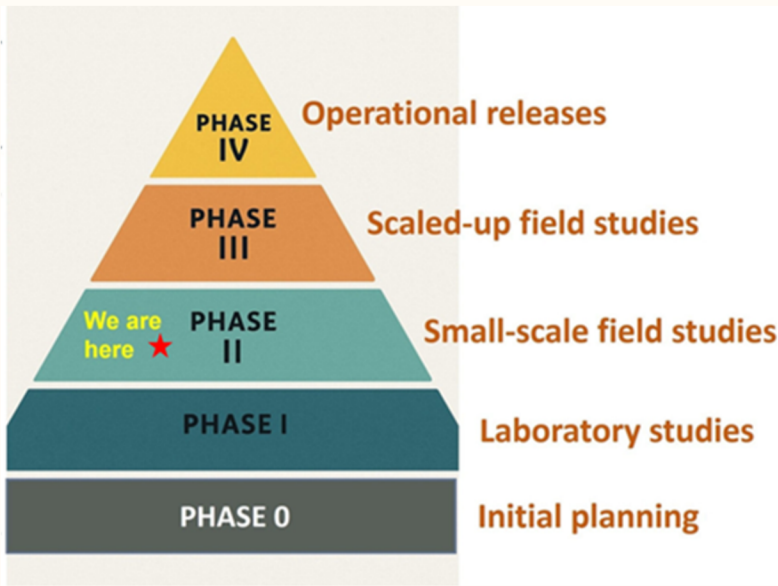 PHASE
IV
Operational releases
PHASE
III
Scaled-up field studies
We are
here
PHASE
II
Small-scale field studies
PHASE I
Laboratory studies
PHASE 0
Initial planning